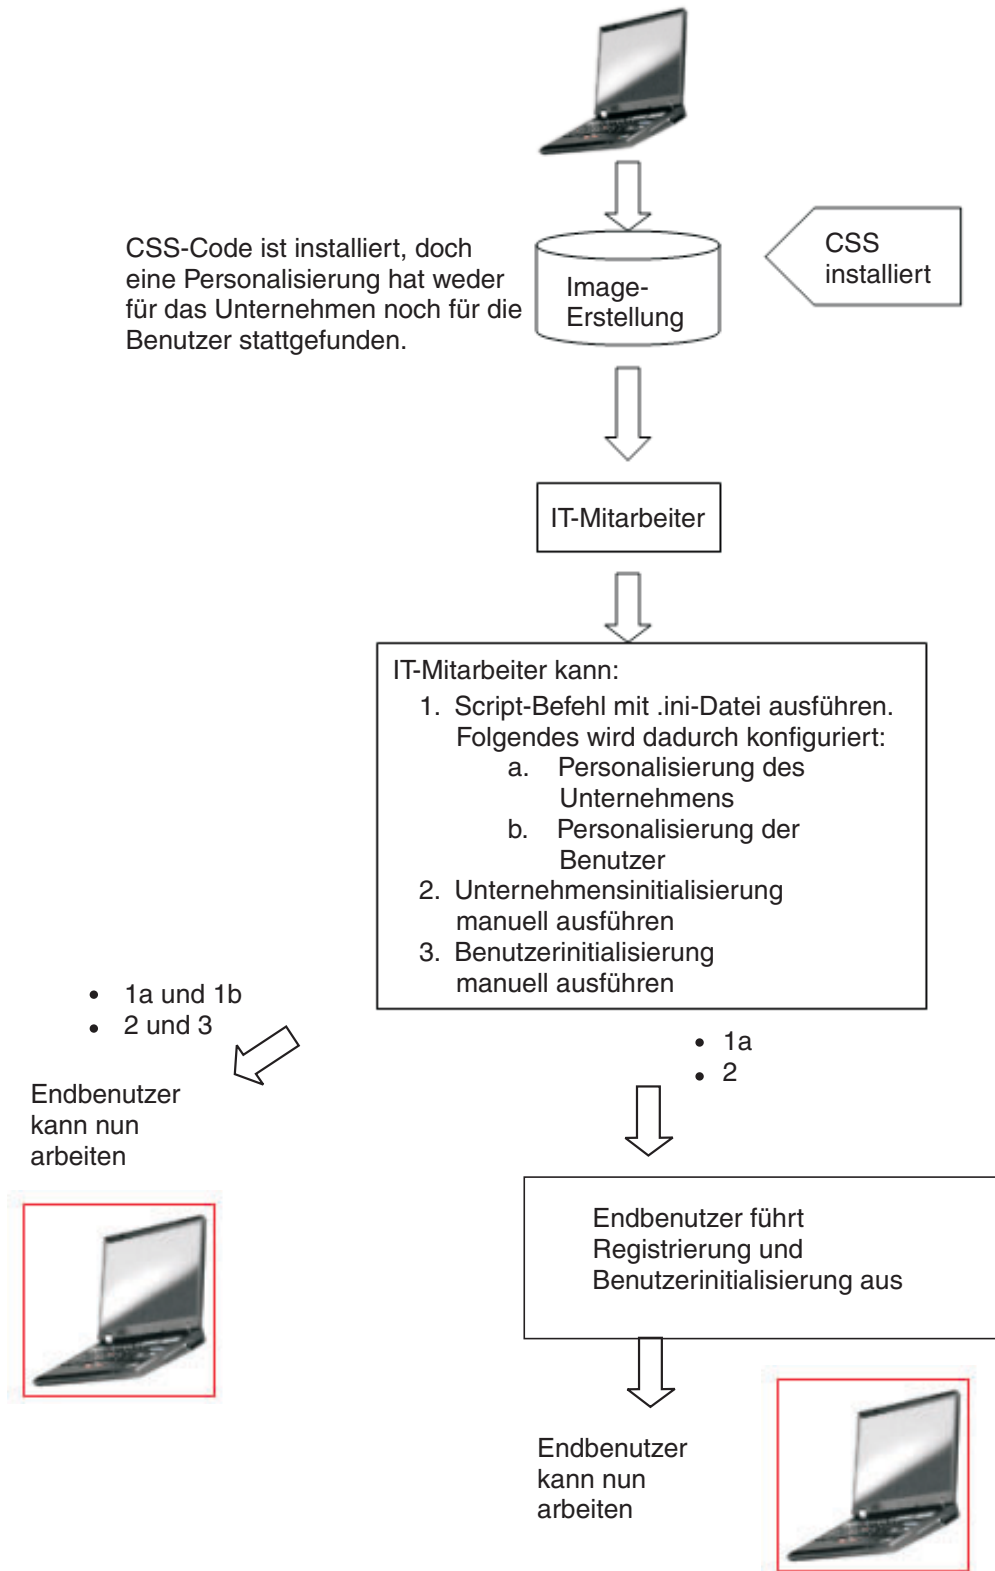 CSS-Code ist installiert, doch
eine Personalisierung hat weder
für das Unternehmen noch für die
Benutzer stattgefunden.
Image-
Erstellung
CSS
installiert
IT-Mitarbeiter
IT-Mitarbeiter kann:
1. Script-Befehl mit .ini-Datei ausführen.
Folgendes wird dadurch konfiguriert:
a. Personalisierung des
Unternehmens
b. Personalisierung der
Benutzer
2. Unternehmensinitialisierung
manuell ausführen
3. Benutzerinitialisierung
manuell ausführen
• 1a und 1b
• 2 und 3
Endbenutzer
kann nun
arbeiten
• 1a
• 2
Endbenutzer führt
Registrierung und
Benutzerinitialisierung aus
Endbenutzer
kann nun
arbeiten